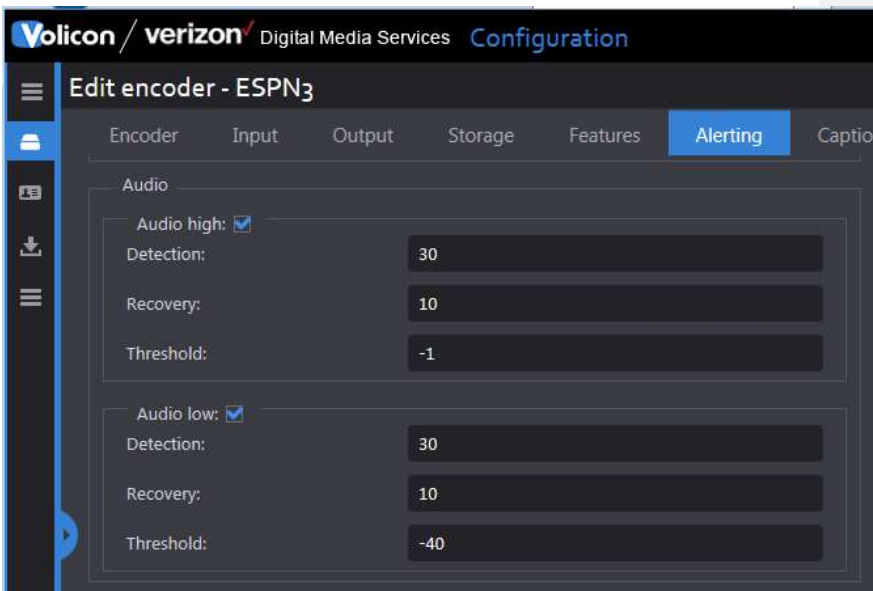 Volicon / verizon Digital Media Services Configuration
Edit encoder - ESPN3
Encoder Input Output Storage Features Alerting Captio
Audio
Audio high:
Detection: 30
Recovery: 10
Threshold: -1
Audio low:
Detection: 30
Recovery: 10
Threshold: -40